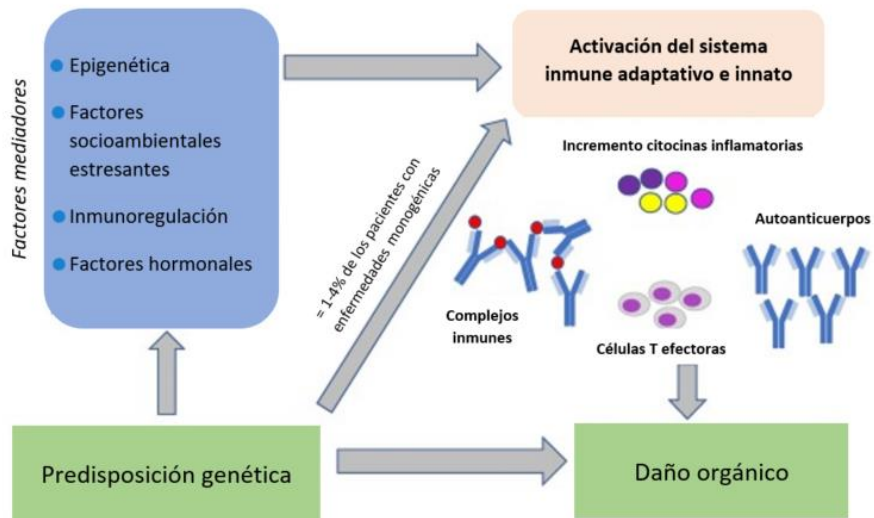 Factores mediadores
Epigenética
Factores
socioambientales
estresantes
Inmunoregulación
Factores hormonales
Activación del sistema
inmune adaptativo e innato
= 1-4% de los pacientes con
enfermedades monogénicas
Incremento citocinas inflamatorias
Autoanticuerpos
Complejos
inmunes
Células T efectoras
Predisposición genética
Daño orgánico